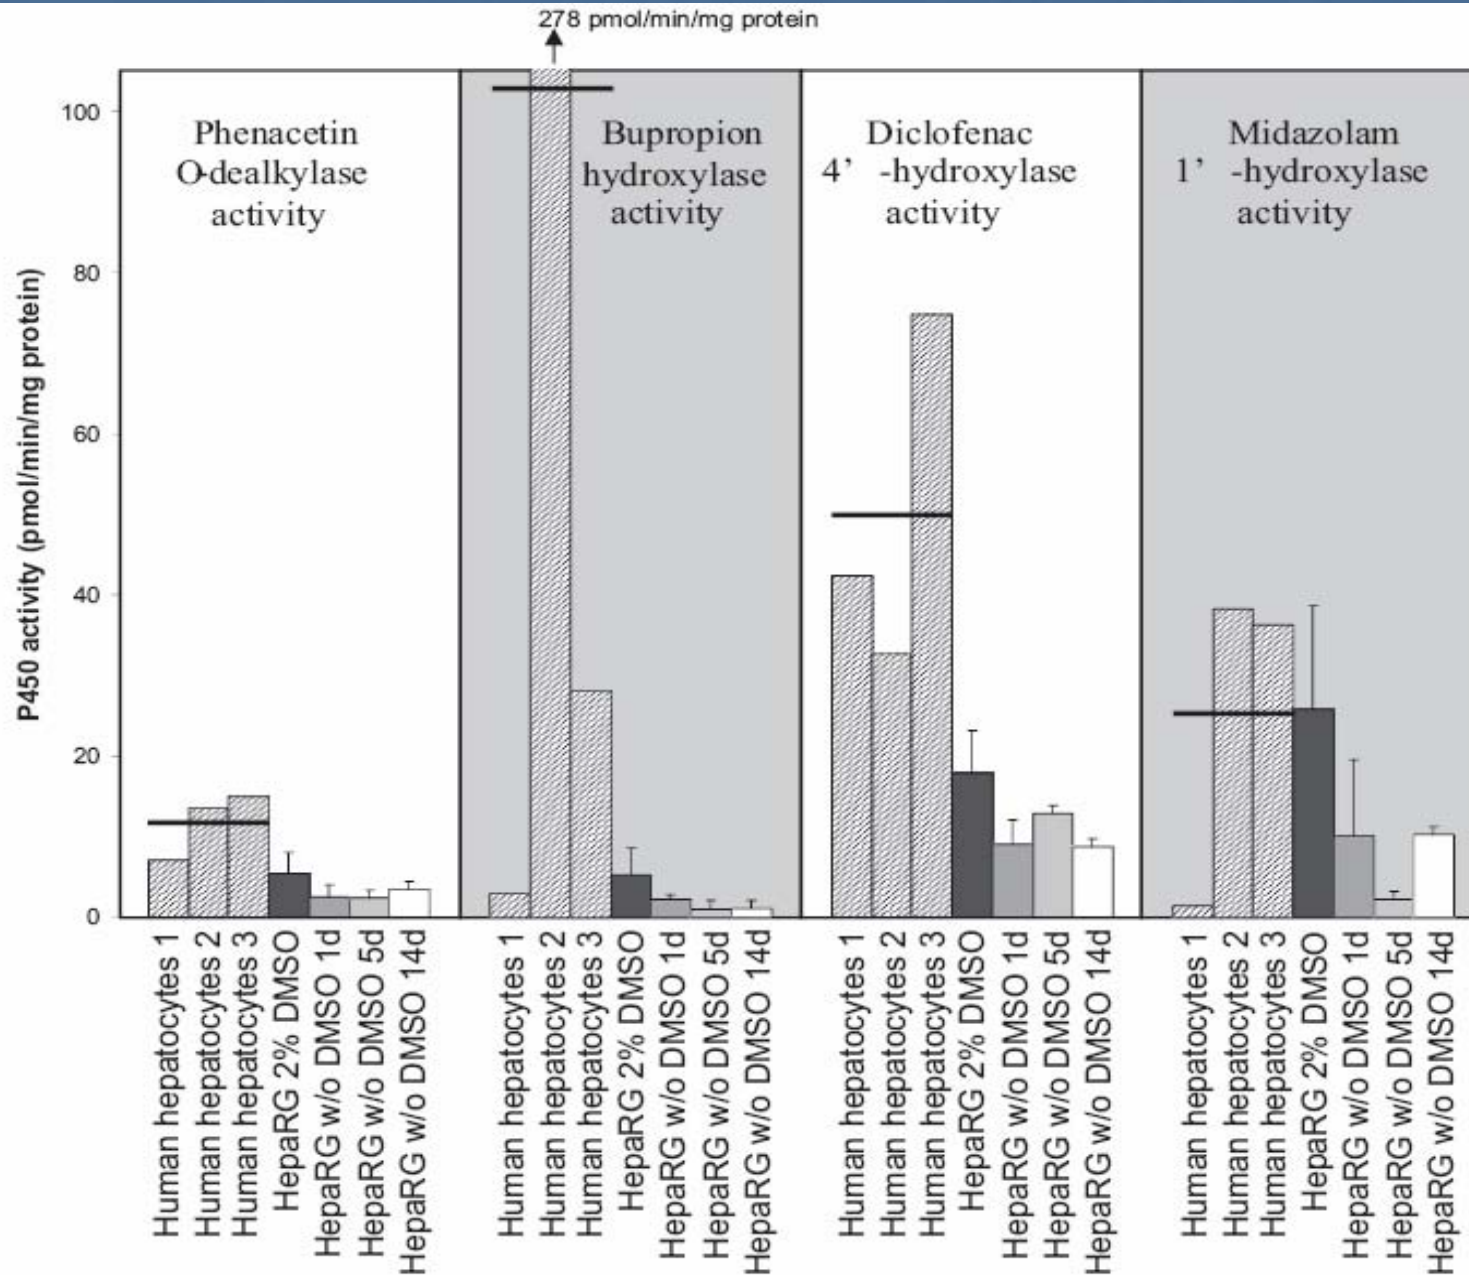 278 pmol/min/mg protein
Phenacetin
O-dealkylase
activity
Bupropion
hydroxylase
activity
Diclofenac
4’ -hydroxylase
activity
Midazolam
1’ -hydroxylase
activity
P450 activity (pmol/min/mg protein)
100
80
60
40
20
0
Human hepatocytes 1
Human hepatocytes 2
Human hepatocytes 3
HepaRG 2% DMSO
HepaRG w/o DMSO 1d
HepaRG w/o DMSO 5d
HepaRG w/o DMSO 14d
Human hepatocytes 1
Human hepatocytes 2
Human hepatocytes 3
HepaRG 2% DMSO
HepaRG w/o DMSO 1d
HepaRG w/o DMSO 5d
HepaRG w/o DMSO 14d
Human hepatocytes 1
Human hepatocytes 2
Human hepatocytes 3
HepaRG 2% DMSO
HepaRG w/o DMSO 1d
HepaRG w/o DMSO 5d
HepaRG w/o DMSO 14d
Human hepatocytes 1
Human hepatocytes 2
Human hepatocytes 3
HepaRG 2% DMSO
HepaRG w/o DMSO 1d
HepaRG w/o DMSO 5d
HepaRG w/o DMSO 14d